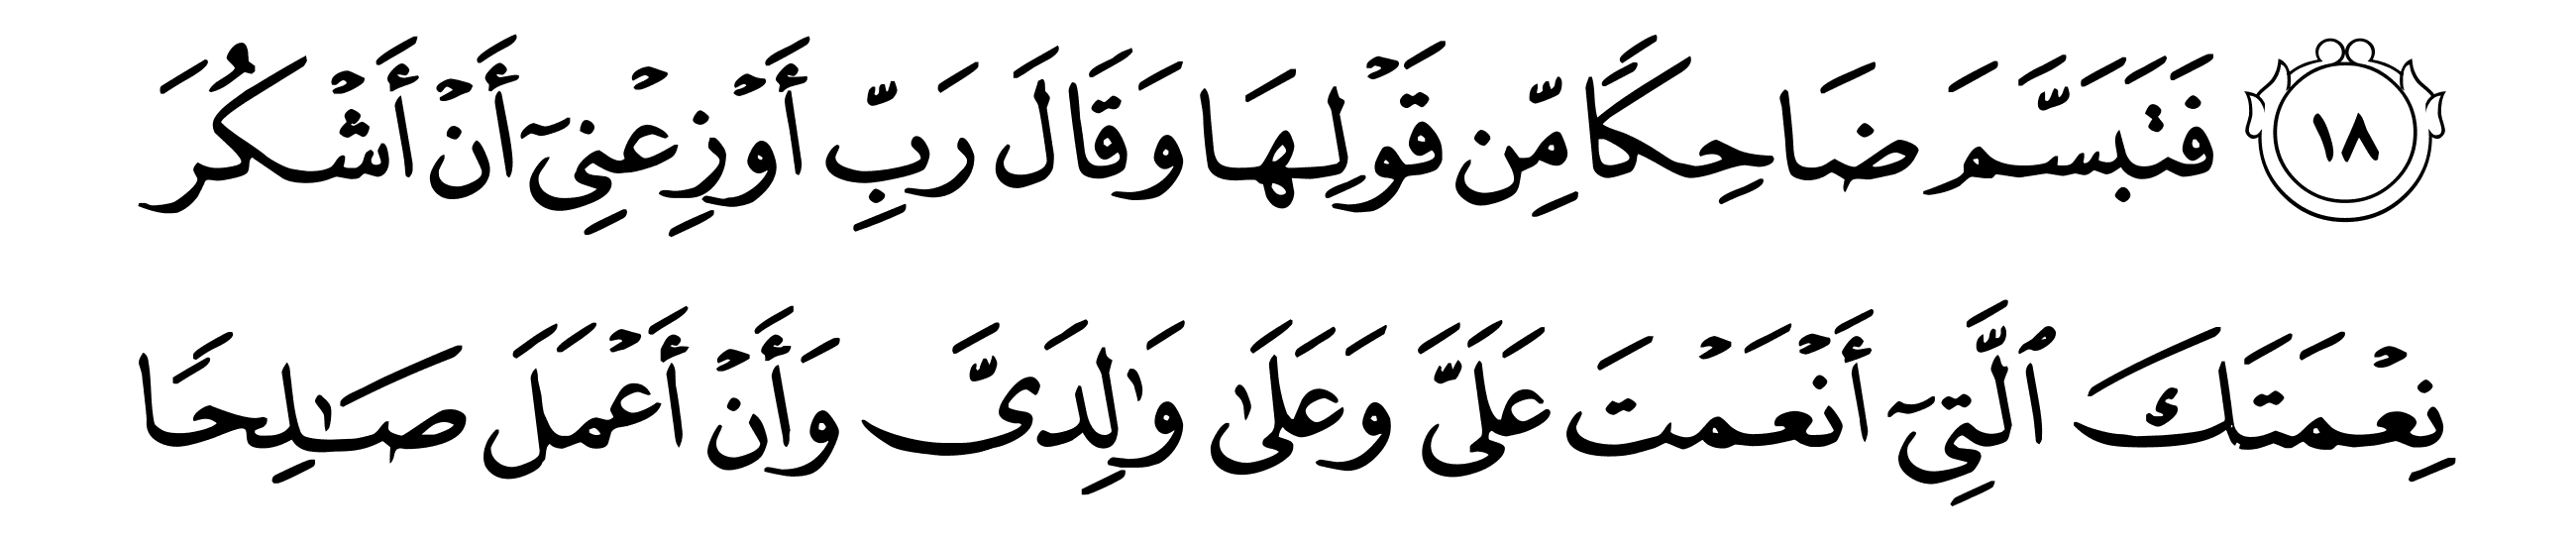 ١٨ فَتَبَسَّمَ ضَاحِكًا مِّن قَوْلِهَا وَقَالَ رَبِّ أَوْزِعْنِىٓ أَنْ أَشْكُرَ
نِعْمَتَكَ ٱلَّتِىٓ أَنْعَمْتَ عَلَىَّ وَعَلَىٰ وَٰلِدَىَّ وَأَنْ أَعْمَلَ صَـٰلِحًا